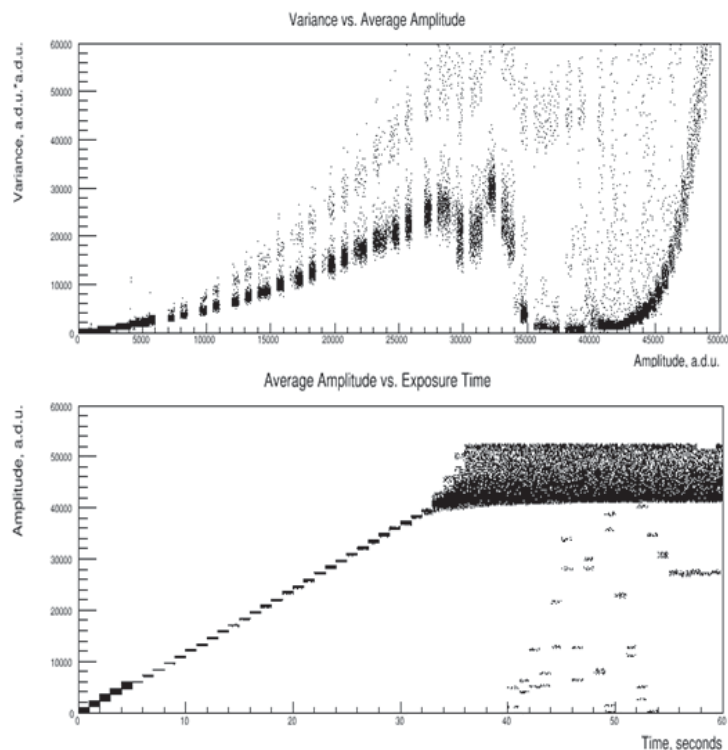 Variance vs. Average Amplitude
Variance, a.d.u.*a.d.u.
60000
50000
40000
30000
20000
10000
0
0 5000 10000 15000 20000 25000 30000 35000 40000 45000 50000
Amplitude, a.d.u.
Average Amplitude vs. Exposure Time
Amplitude, a.d.u.
60000
50000
40000
30000
20000
10000
0
0 10 20 30 40 50 60
Time, seconds